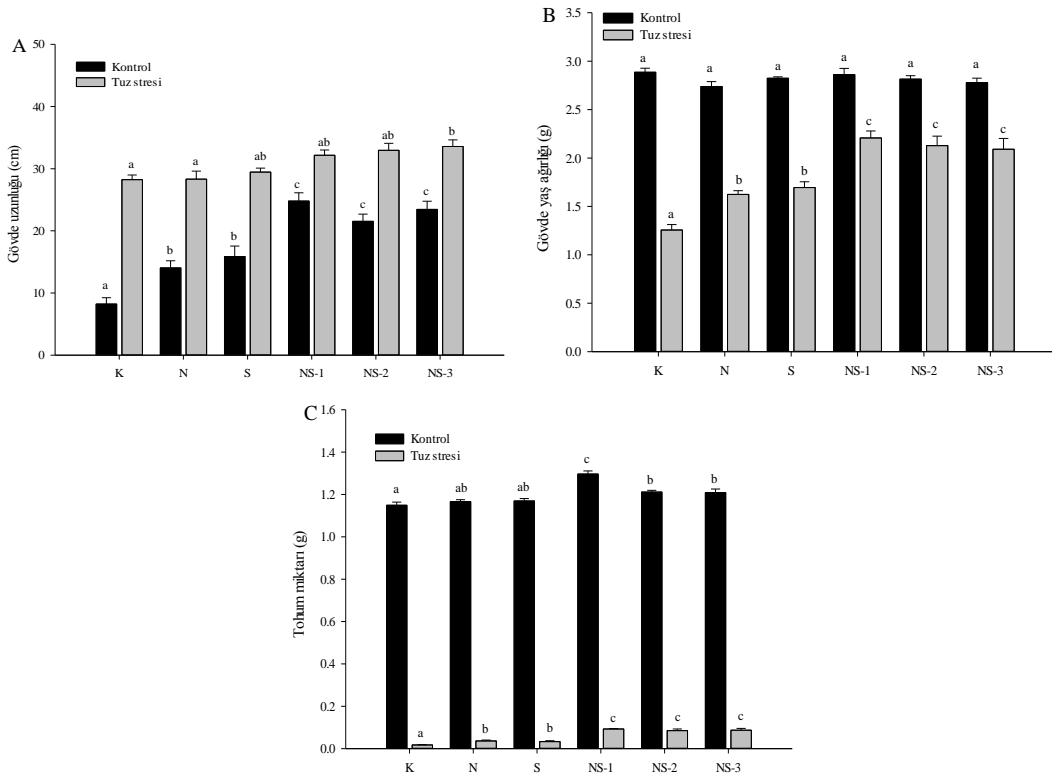 A
Kontrol
Tuz stresi
Gövde uzunluğu (cm)
50
40
30
20
10
0
a a ab ab ab b
a b b c c c
K N S NS-1 NS-2 NS-3
B
Kontrol
Tuz stresi
Gövde yaş ağırlığı (g)
3.5
3.0
2.5
2.0
1.5
1.0
0.5
0.0
a a a a a a
a b b c c c
K N S NS-1 NS-2 NS-3
C
Kontrol
Tuz stresi
Tohum miktarı (g)
1.6
1.4
1.2
1.0
0.8
0.6
0.4
0.2
0.0
a ab ab c b b
a b b c c c
K N S NS-1 NS-2 NS-3